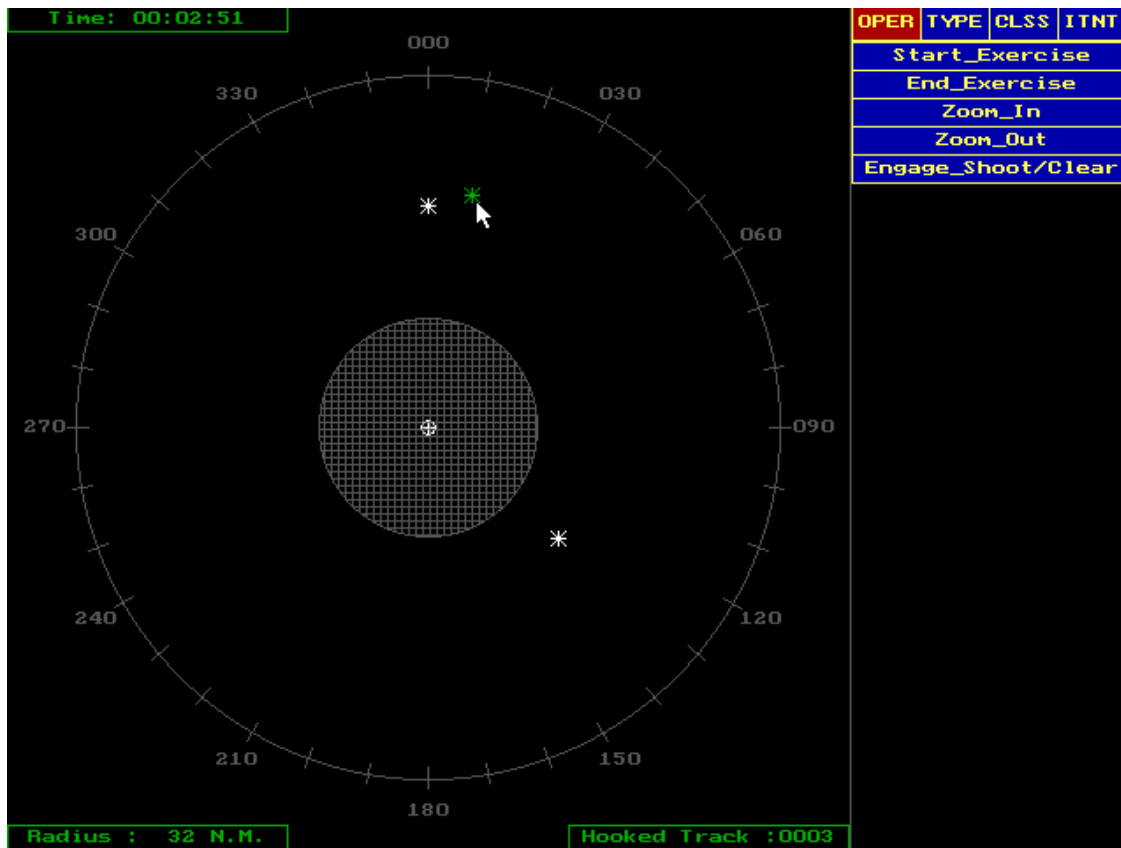 Time: 00:02:51
OPER TYPE CLSS ITNT
Start_Exercise
End_Exercise
Zoom_In
Zoom_Out
Engage_Shoot/Clear
000
330 030
300 060
270 090
240 120
210 150
180
Radius : 32 N.M.
Hooked Track :0003